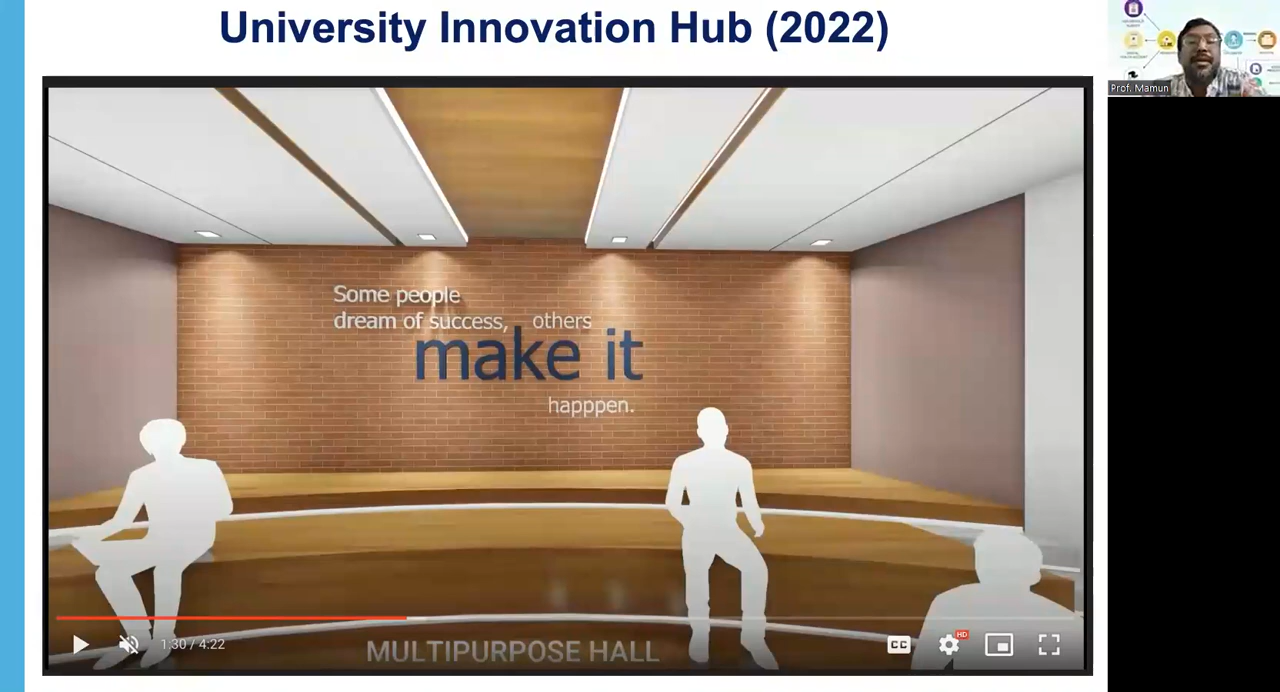 University Innovation Hub (2022)
Prof. Mamun
Some people
dream of success, others
make it
happpen.
1:30 / 4:22
CC
HD
MULTIPURPOSE HALL